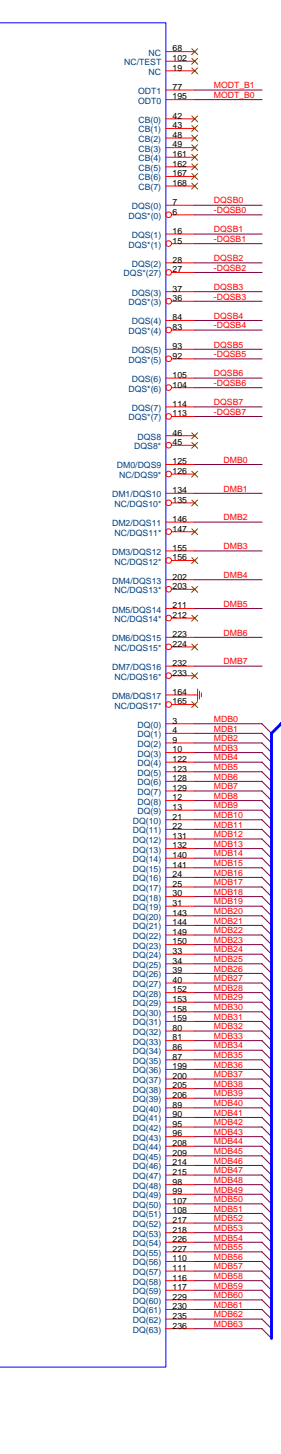 NC 68
NC/TEST 102
NC 19
ODT1 77 MODT_B1
ODT0 195 MODT_B0
CB(0) 42
CB(1) 43
CB(2) 48
CB(3) 49
CB(4) 161
CB(5) 162
CB(6) 167
CB(7) 168
DQS(0) 7 DQSB0
DQS*(0) 6 -DQSB0
DQS(1) 16 DQSB1
DQS*(1) 15 -DQSB1
DQS(2) 28 DQSB2
DQS*(27) 27 -DQSB2
DQS(3) 37 DQSB3
DQS*(3) 36 -DQSB3
DQS(4) 84 DQSB4
DQS*(4) 83 -DQSB4
DQS(5) 93 DQSB5
DQS*(5) 92 -DQSB5
DQS(6) 105 DQSB6
DQS*(6) 104 -DQSB6
DQS(7) 114 DQSB7
DQS*(7) 113 -DQSB7
DQS8 46
DQS8* 45
DM0/DQS9 125 DMB0
NC/DQS9* 126
DM1/DQS10 134 DMB1
NC/DQS10* 135
DM2/DQS11 146 DMB2
NC/DQS11* 147
DM3/DQS12 155 DMB3
NC/DQS12* 156
DM4/DQS13 202 DMB4
NC/DQS13* 203
DM5/DQS14 211 DMB5
NC/DQS14* 212
DM6/DQS15 223 DMB6
NC/DQS15* 224
DM7/DQS16 232 DMB7
NC/DQS16* 233
DM8/DQS17 164
NC/DQS17* 165
DQ(0) 3 MDB0
DQ(1) 4 MDB1
DQ(2) 9 MDB2
DQ(3) 10 MDB3
DQ(4) 122 MDB4
DQ(5) 123 MDB5
DQ(6) 128 MDB6
DQ(7) 129 MDB7
DQ(8) 12 MDB8
DQ(9) 13 MDB9
DQ(10) 21 MDB10
DQ(11) 22 MDB11
DQ(12) 131 MDB12
DQ(13) 132 MDB13
DQ(14) 140 MDB14
DQ(15) 141 MDB15
DQ(16) 24 MDB16
DQ(17) 25 MDB17
DQ(18) 30 MDB18
DQ(19) 31 MDB19
DQ(20) 143 MDB20
DQ(21) 144 MDB21
DQ(22) 149 MDB22
DQ(23) 150 MDB23
DQ(24) 33 MDB24
DQ(25) 34 MDB25
DQ(26) 39 MDB26
DQ(27) 40 MDB27
DQ(28) 152 MDB28
DQ(29) 153 MDB29
DQ(30) 158 MDB30
DQ(31) 159 MDB31
DQ(32) 80 MDB32
DQ(33) 81 MDB33
DQ(34) 86 MDB34
DQ(35) 87 MDB35
DQ(36) 199 MDB36
DQ(37) 200 MDB37
DQ(38) 205 MDB38
DQ(39) 206 MDB39
DQ(40) 89 MDB40
DQ(41) 90 MDB41
DQ(42) 95 MDB42
DQ(43) 96 MDB43
DQ(44) 208 MDB44
DQ(45) 209 MDB45
DQ(46) 214 MDB46
DQ(47) 215 MDB47
DQ(48) 98 MDB48
DQ(49) 99 MDB49
DQ(50) 107 MDB50
DQ(51) 108 MDB51
DQ(52) 217 MDB52
DQ(53) 218 MDB53
DQ(54) 226 MDB54
DQ(55) 227 MDB55
DQ(56) 110 MDB56
DQ(57) 111 MDB57
DQ(58) 116 MDB58
DQ(59) 117 MDB59
DQ(60) 229 MDB60
DQ(61) 230 MDB61
DQ(62) 235 MDB62
DQ(63) 236 MDB63